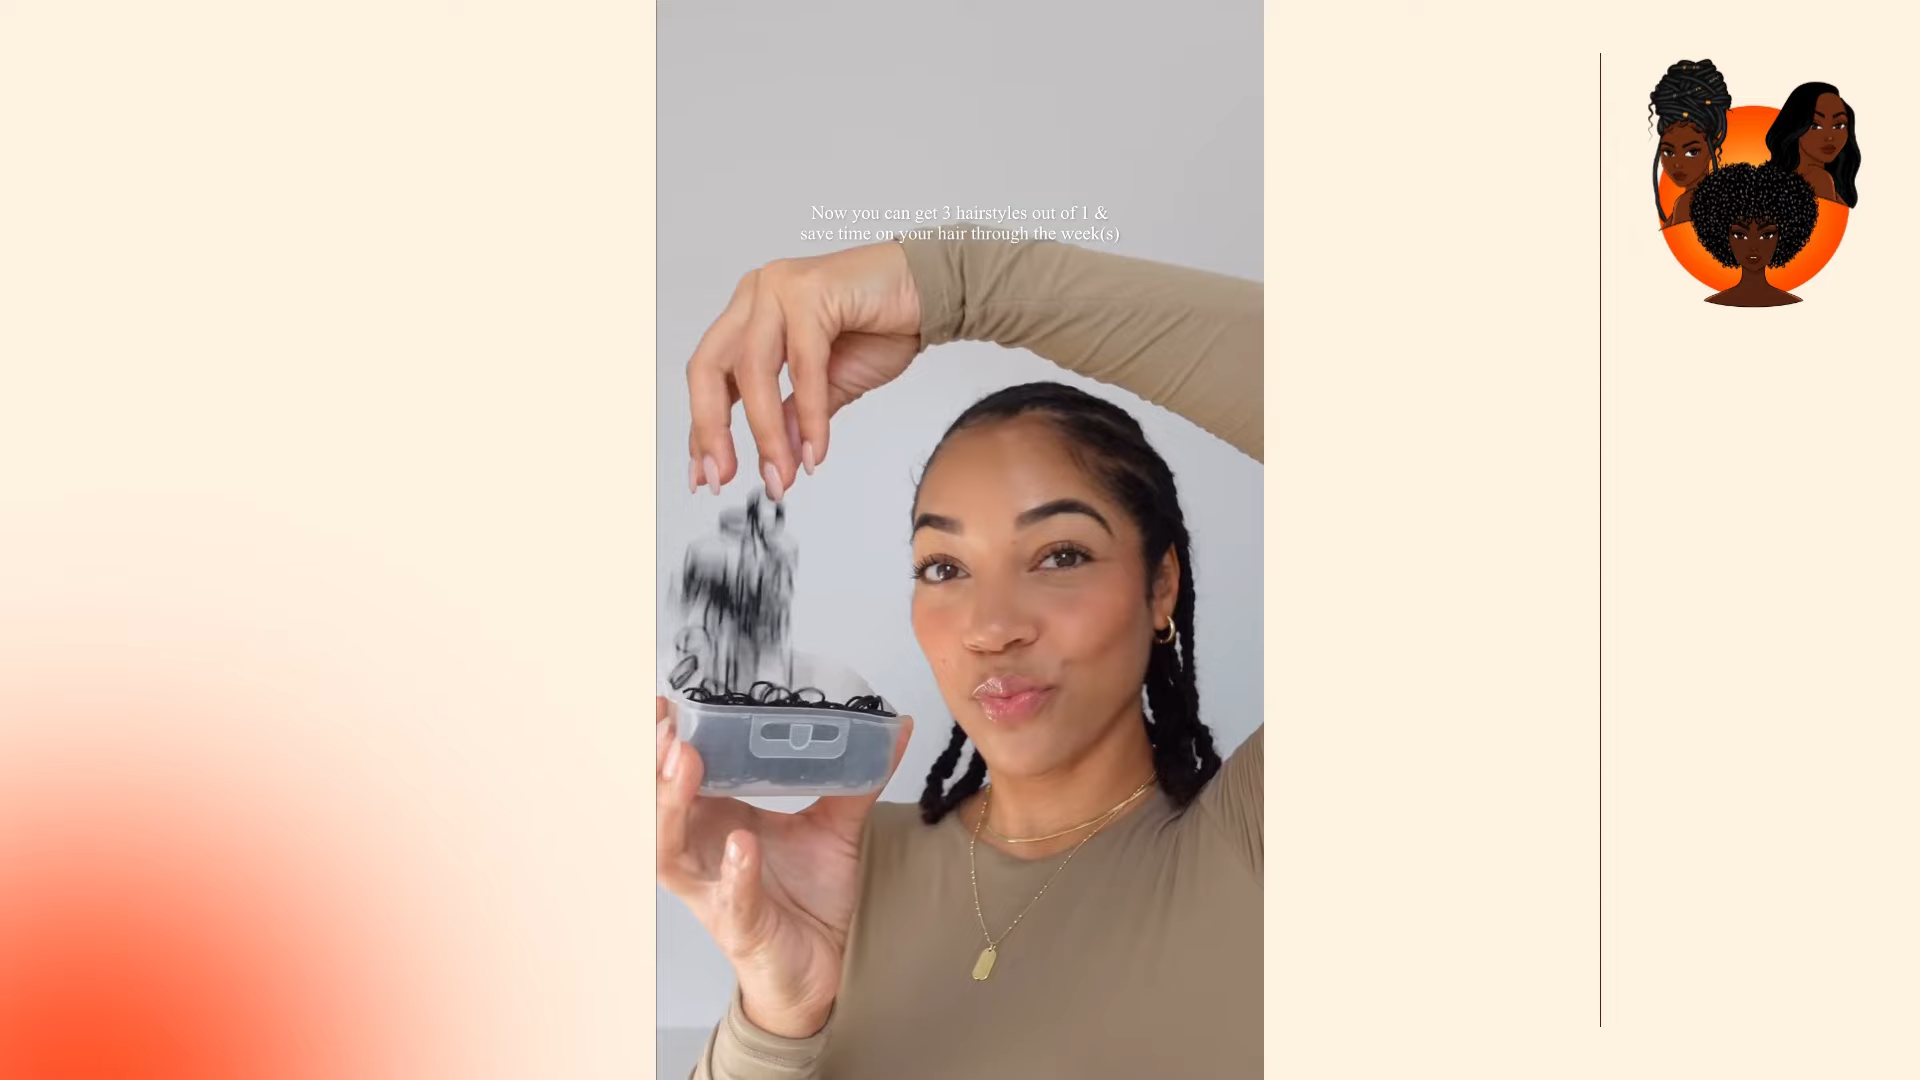 Now you can get 3 hairstyles out of 1 &
save time on your hair through the week(s)